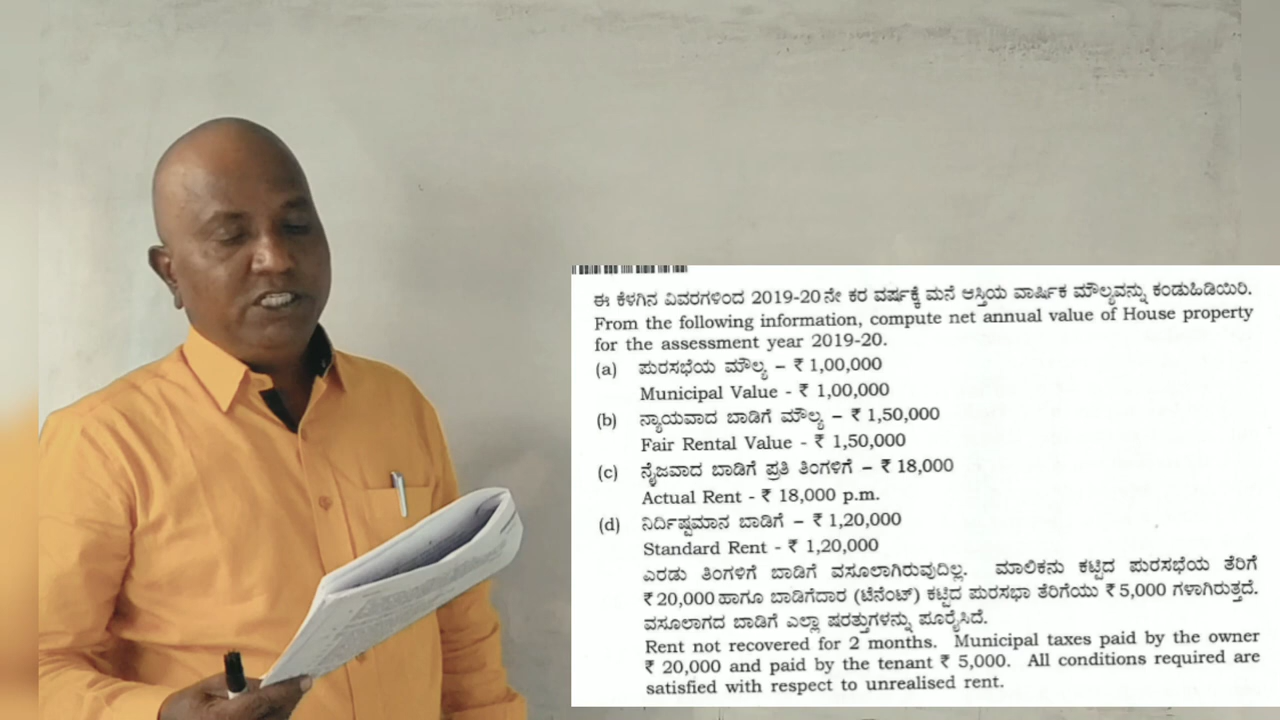 ಈ ಕೆಳಗಿನ ವಿವರಗಳಿಂದ 2019-20ನೇ ಕರ ವರ್ಷಕ್ಕೆ ಮನೆ ಆಸ್ತಿಯ ವಾರ್ಷಿಕ ಮೌಲ್ಯವನ್ನು ಕಂಡುಹಿಡಿಯಿರಿ.
From the following information, compute net annual value of House property
for the assessment year 2019-20.
(a) ಪುರಸಭೆಯ ಮೌಲ್ಯ – ₹ 1,00,000
Municipal Value - ₹ 1,00,000
(b) ನ್ಯಾಯವಾದ ಬಾಡಿಗೆ ಮೌಲ್ಯ – ₹ 1,50,000
Fair Rental Value - ₹ 1,50,000
(c) ನೈಜವಾದ ಬಾಡಿಗೆ ಪ್ರತಿ ತಿಂಗಳಿಗೆ – ₹ 18,000
Actual Rent - ₹ 18,000 p.m.
(d) ನಿರ್ದಿಷ್ಟಮಾನ ಬಾಡಿಗೆ – ₹ 1,20,000
Standard Rent - ₹ 1,20,000
ಎರಡು ತಿಂಗಳಿಗೆ ಬಾಡಿಗೆ ವಸೂಲಾಗಿರುವುದಿಲ್ಲ. ಮಾಲಿಕನು ಕಟ್ಟಿದ ಪುರಸಭೆಯ ತೆರಿಗೆ
₹ 20,000 ಹಾಗೂ ಬಾಡಿಗೆದಾರ (ಟೆನೆಂಟ್) ಕಟ್ಟಿದ ಪುರಸಭಾ ತೆರಿಗೆಯು ₹ 5,000 ಗಳಾಗಿರುತ್ತದೆ.
ವಸೂಲಾಗದ ಬಾಡಿಗೆ ಎಲ್ಲಾ ಷರತ್ತುಗಳನ್ನು ಪೂರೈಸಿದೆ.
Rent not recovered for 2 months. Municipal taxes paid by the owner
₹ 20,000 and paid by the tenant ₹ 5,000. All conditions required are
satisfied with respect to unrealised rent.